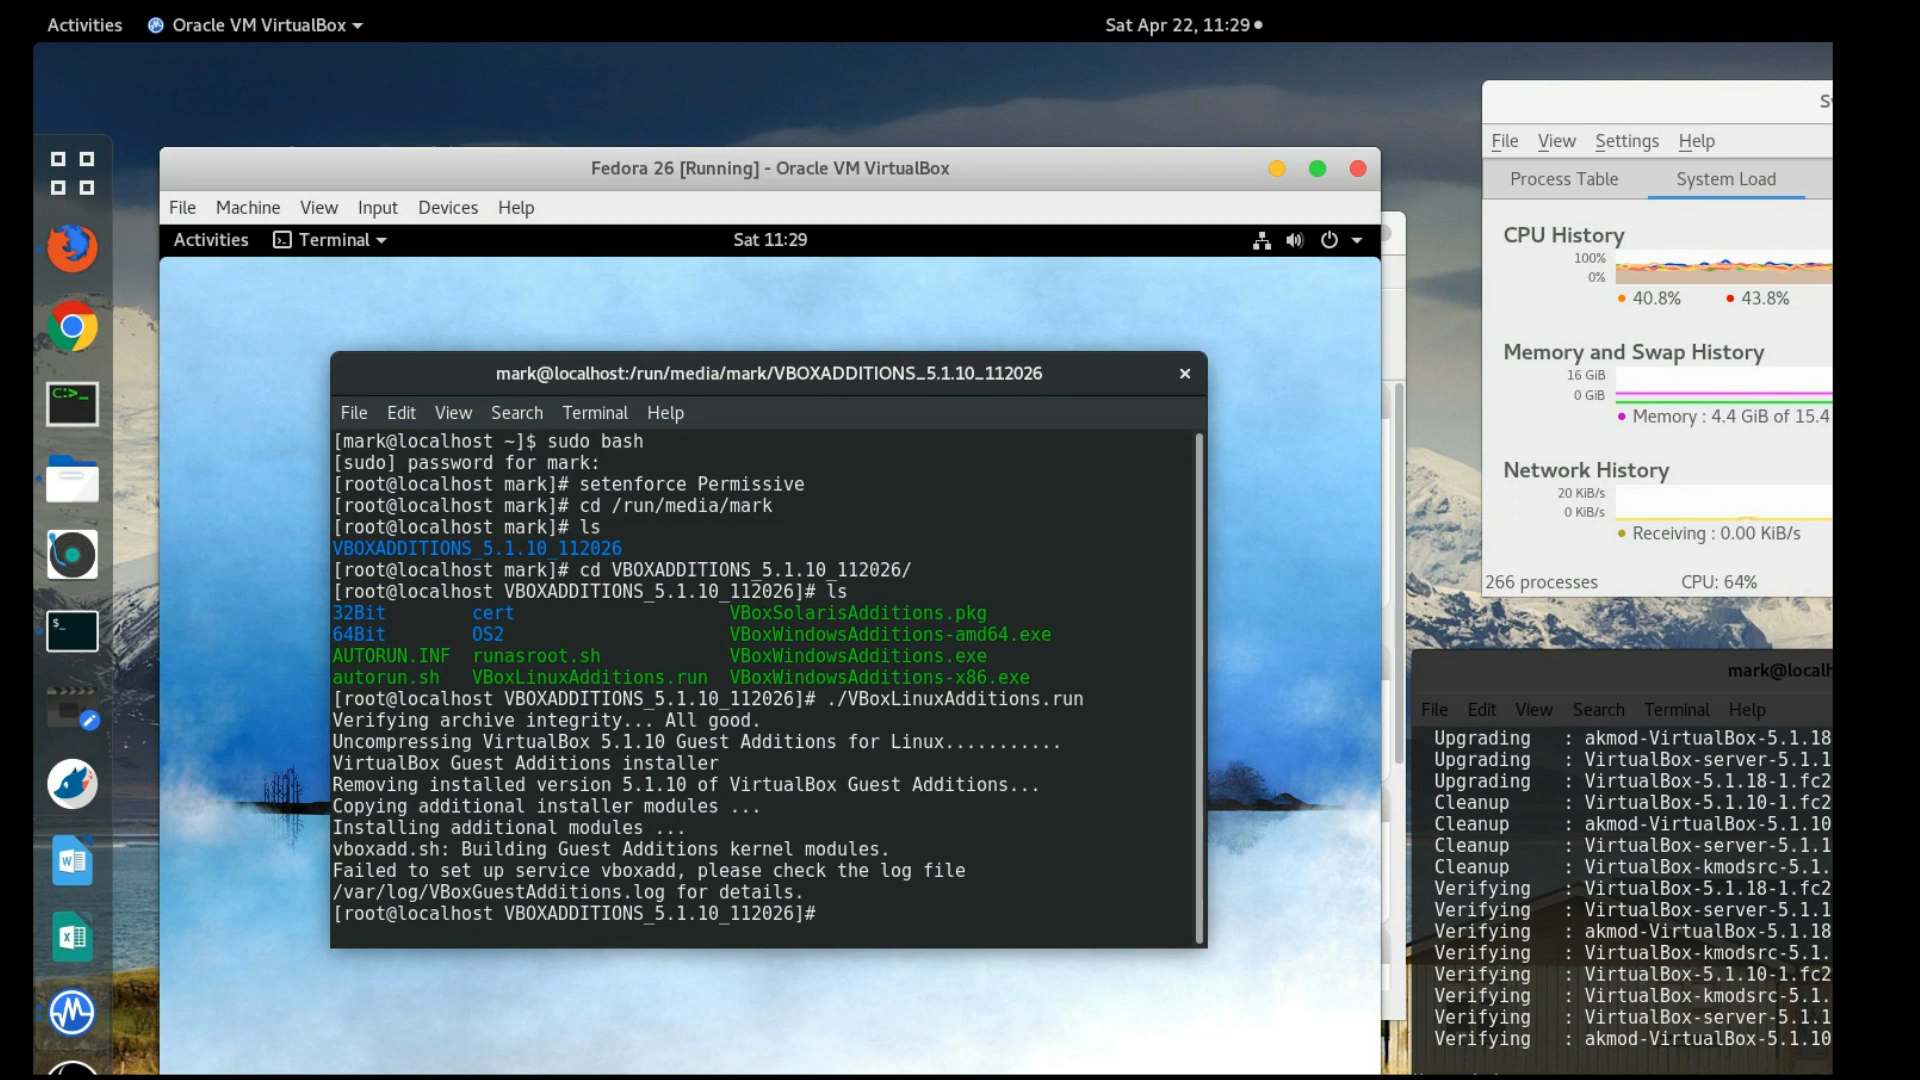 Activities Oracle VM VirtualBox Sat Apr 22, 11:29
Fedora 26 [Running] - Oracle VM VirtualBox
File Machine View Input Devices Help
Activities Terminal Sat 11:29
mark@localhost:/run/media/mark/VBOXADDITIONS_5.1.10_112026
File Edit View Search Terminal Help
[mark@localhost ~]$ sudo bash
[sudo] password for mark:
[root@localhost mark]# setenforce Permissive
[root@localhost mark]# cd /run/media/mark
[root@localhost mark]# ls
VBOXADDITIONS_5.1.10_112026
[root@localhost mark]# cd VBOXADDITIONS_5.1.10_112026/
[root@localhost VBOXADDITIONS_5.1.10_112026]# ls
32Bit cert VBoxSolarisAdditions.pkg
64Bit OS2 VBoxWindowsAdditions-amd64.exe
AUTORUN.INF runasroot.sh VBoxWindowsAdditions.exe
autorun.sh VBoxLinuxAdditions.run VBoxWindowsAdditions-x86.exe
[root@localhost VBOXADDITIONS_5.1.10_112026]# ./VBoxLinuxAdditions.run
Verifying archive integrity... All good.
Uncompressing VirtualBox 5.1.10 Guest Additions for Linux...........
VirtualBox Guest Additions installer
Removing installed version 5.1.10 of VirtualBox Guest Additions...
Copying additional installer modules ...
Installing additional modules ...
vboxadd.sh: Building Guest Additions kernel modules.
Failed to set up service vboxadd, please check the log file
/var/log/VBoxGuestAdditions.log for details.
[root@localhost VBOXADDITIONS_5.1.10_112026]#
File View Settings Help
Process Table System Load
CPU History
100%
0%
40.8% 43.8%
Memory and Swap History
16 GiB
0 GiB
Memory : 4.4 GiB of 15.4
Network History
20 KiB/s
0 KiB/s
Receiving : 0.00 KiB/s
266 processes CPU: 64%
mark@localh
File Edit View Search Terminal Help
Upgrading : akmod-VirtualBox-5.1.18
Upgrading : VirtualBox-server-5.1.1
Upgrading : VirtualBox-5.1.18-1.fc2
Cleanup : VirtualBox-5.1.10-1.fc2
Cleanup : akmod-VirtualBox-5.1.10
Cleanup : VirtualBox-server-5.1.1
Cleanup : VirtualBox-kmodsrc-5.1.
Verifying : VirtualBox-5.1.18-1.fc2
Verifying : VirtualBox-server-5.1.1
Verifying : akmod-VirtualBox-5.1.18
Verifying : VirtualBox-kmodsrc-5.1.
Verifying : VirtualBox-5.1.10-1.fc2
Verifying : VirtualBox-kmodsrc-5.1.
Verifying : VirtualBox-server-5.1.1
Verifying : akmod-VirtualBox-5.1.10